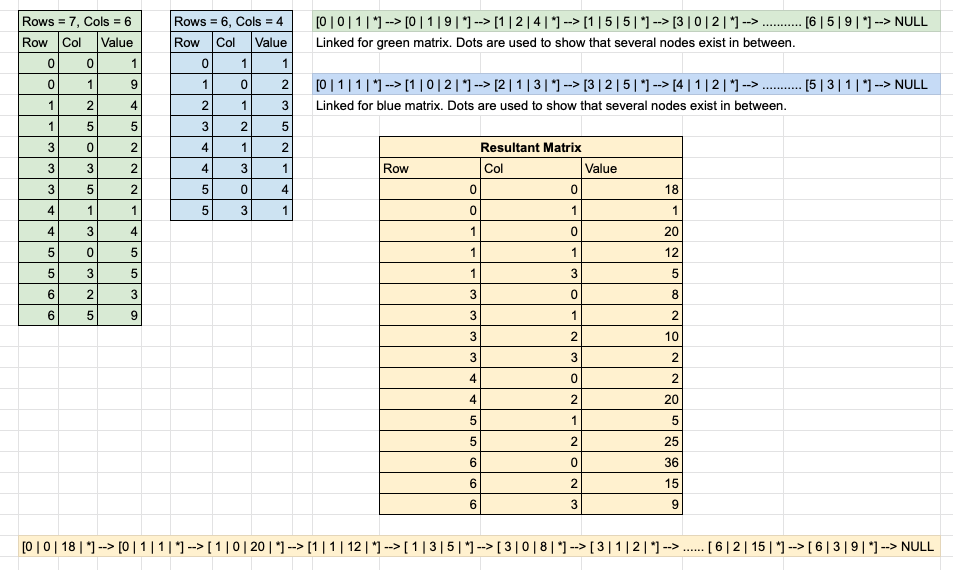 Rows = 7, Cols = 6
Row Col Value
0 0 1
0 1 9
1 2 4
1 5 5
3 0 2
3 3 2
3 5 2
4 1 1
4 3 4
5 0 5
5 3 5
6 2 3
6 5 9
Rows = 6, Cols = 4
Row Col Value
0 1 1
1 0 2
2 1 3
3 2 5
4 1 2
4 3 1
5 0 4
5 3 1
[0 | 0 | 1 | *] --> [0 | 1 | 9 | *] --> [1 | 2 | 4 | *] --> [1 | 5 | 5 | *] --> [3 | 0 | 2 | *] --> ........... [6 | 5 | 9 | *] --> NULL
Linked for green matrix. Dots are used to show that several nodes exist in between.
[0 | 1 | 1 | *] --> [1 | 0 | 2 | *] --> [2 | 1 | 3 | *] --> [3 | 2 | 5 | *] --> [4 | 1 | 2 | *] --> ........... [5 | 3 | 1 | *] --> NULL
Linked for blue matrix. Dots are used to show that several nodes exist in between.
Resultant Matrix
Row Col Value
0 0 18
0 1 1
1 0 20
1 1 12
1 3 5
3 0 8
3 1 2
3 2 10
3 3 2
4 0 2
4 2 20
5 1 5
5 2 25
6 0 36
6 2 15
6 3 9
[0 | 0 | 18 | *] --> [0 | 1 | 1 | *] --> [ 1 | 0 | 20 | *] --> [1 | 1 | 12 | *] --> [ 1 | 3 | 5 | *] --> [ 3 | 0 | 8 | *] --> [ 3 | 1 | 2 | *] --> ...... [ 6 | 2 | 15 | *] --> [ 6 | 3 | 9 | *] --> NULL